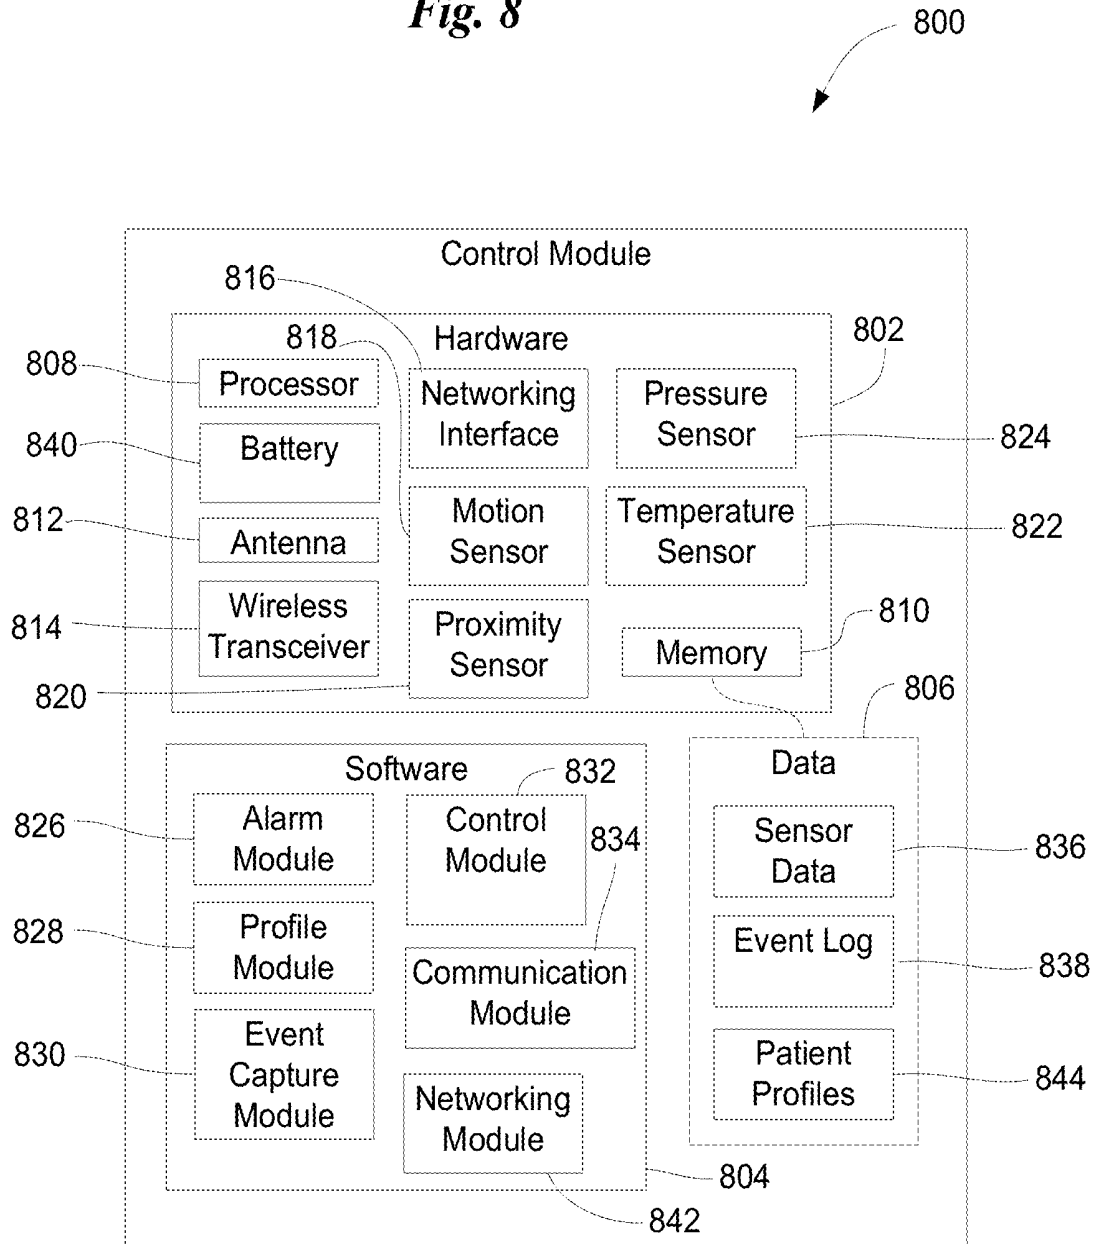 Fig. 8
800
Control Module
816
Hardware
802
818
808
Processor
Networking
Interface
Pressure
Sensor
824
840
Battery
812
Antenna
Motion
Sensor
Temperature
Sensor
822
814
Wireless
Transceiver
Proximity
Sensor
810
Memory
820
806
Software
832
826
Alarm
Module
Control
Module
834
828
Profile
Module
Communication
Module
830
Event
Capture
Module
Networking
Module
804
842
Data
Sensor
Data
836
Event Log
838
Patient
Profiles
844